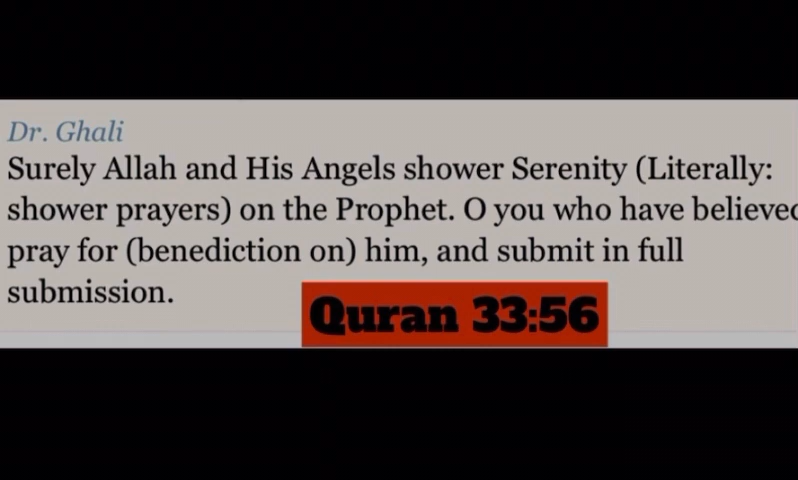 Dr. Ghali
Surely Allah and His Angels shower Serenity (Literally:
shower prayers) on the Prophet. O you who have believed
pray for (benediction on) him, and submit in full
submission.
Quran 33:56